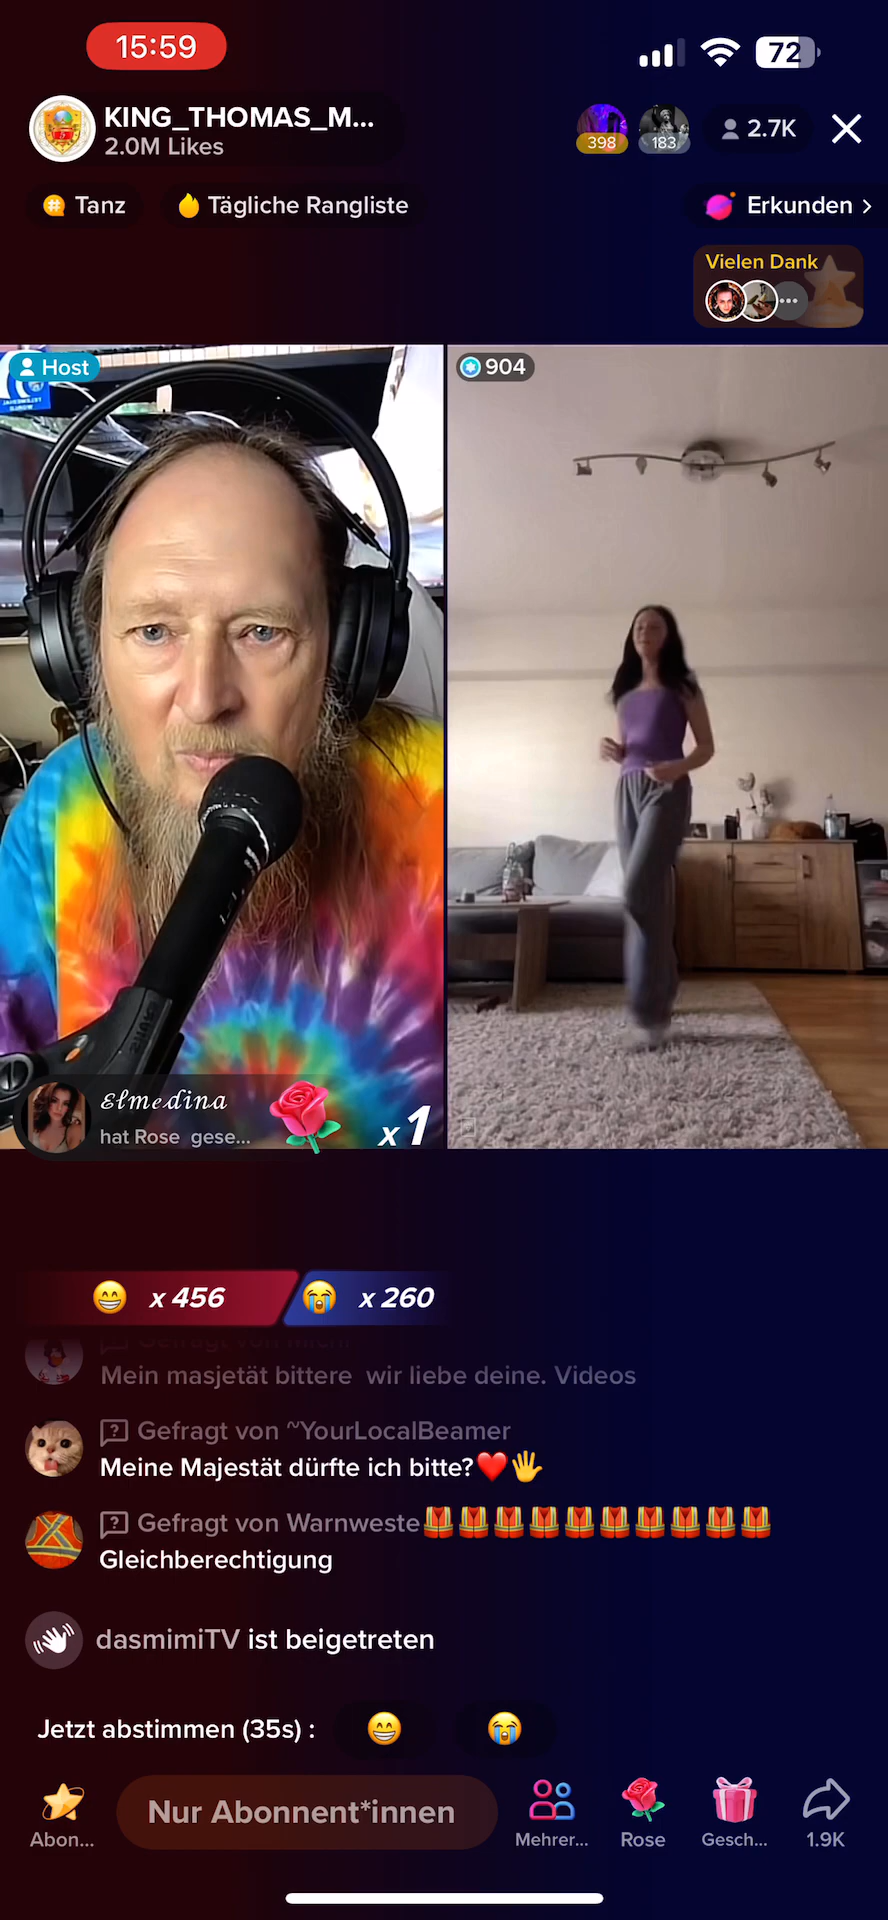 15:59
72
KING_THOMAS_M...
2.0M Likes
398
183
2.7K
Tanz
Tägliche Rangliste
Erkunden >
Vielen Dank
Host
904
Elmedina
hat Rose gese...
x1
😁 x 456
😭 x 260
Mein masjetät bittere wir liebe deine. Videos
Gefragt von ~YourLocalBeamer
Meine Majestät dürfte ich bitte?❤️🖐️
Gefragt von Warnweste🦺🦺🦺🦺🦺🦺🦺🦺🦺🦺
Gleichberechtigung
dasmimiTV ist beigetreten
Jetzt abstimmen (35s) : 😁 😭
Nur Abonnent*innen
Abon...
Mehrer...
Rose
Gesch...
1.9K